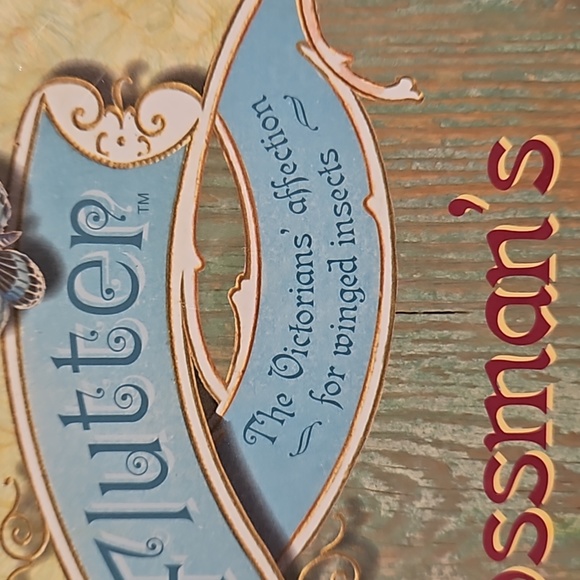 Flutter™
The Victorians' affection
for winged insects
ssman's